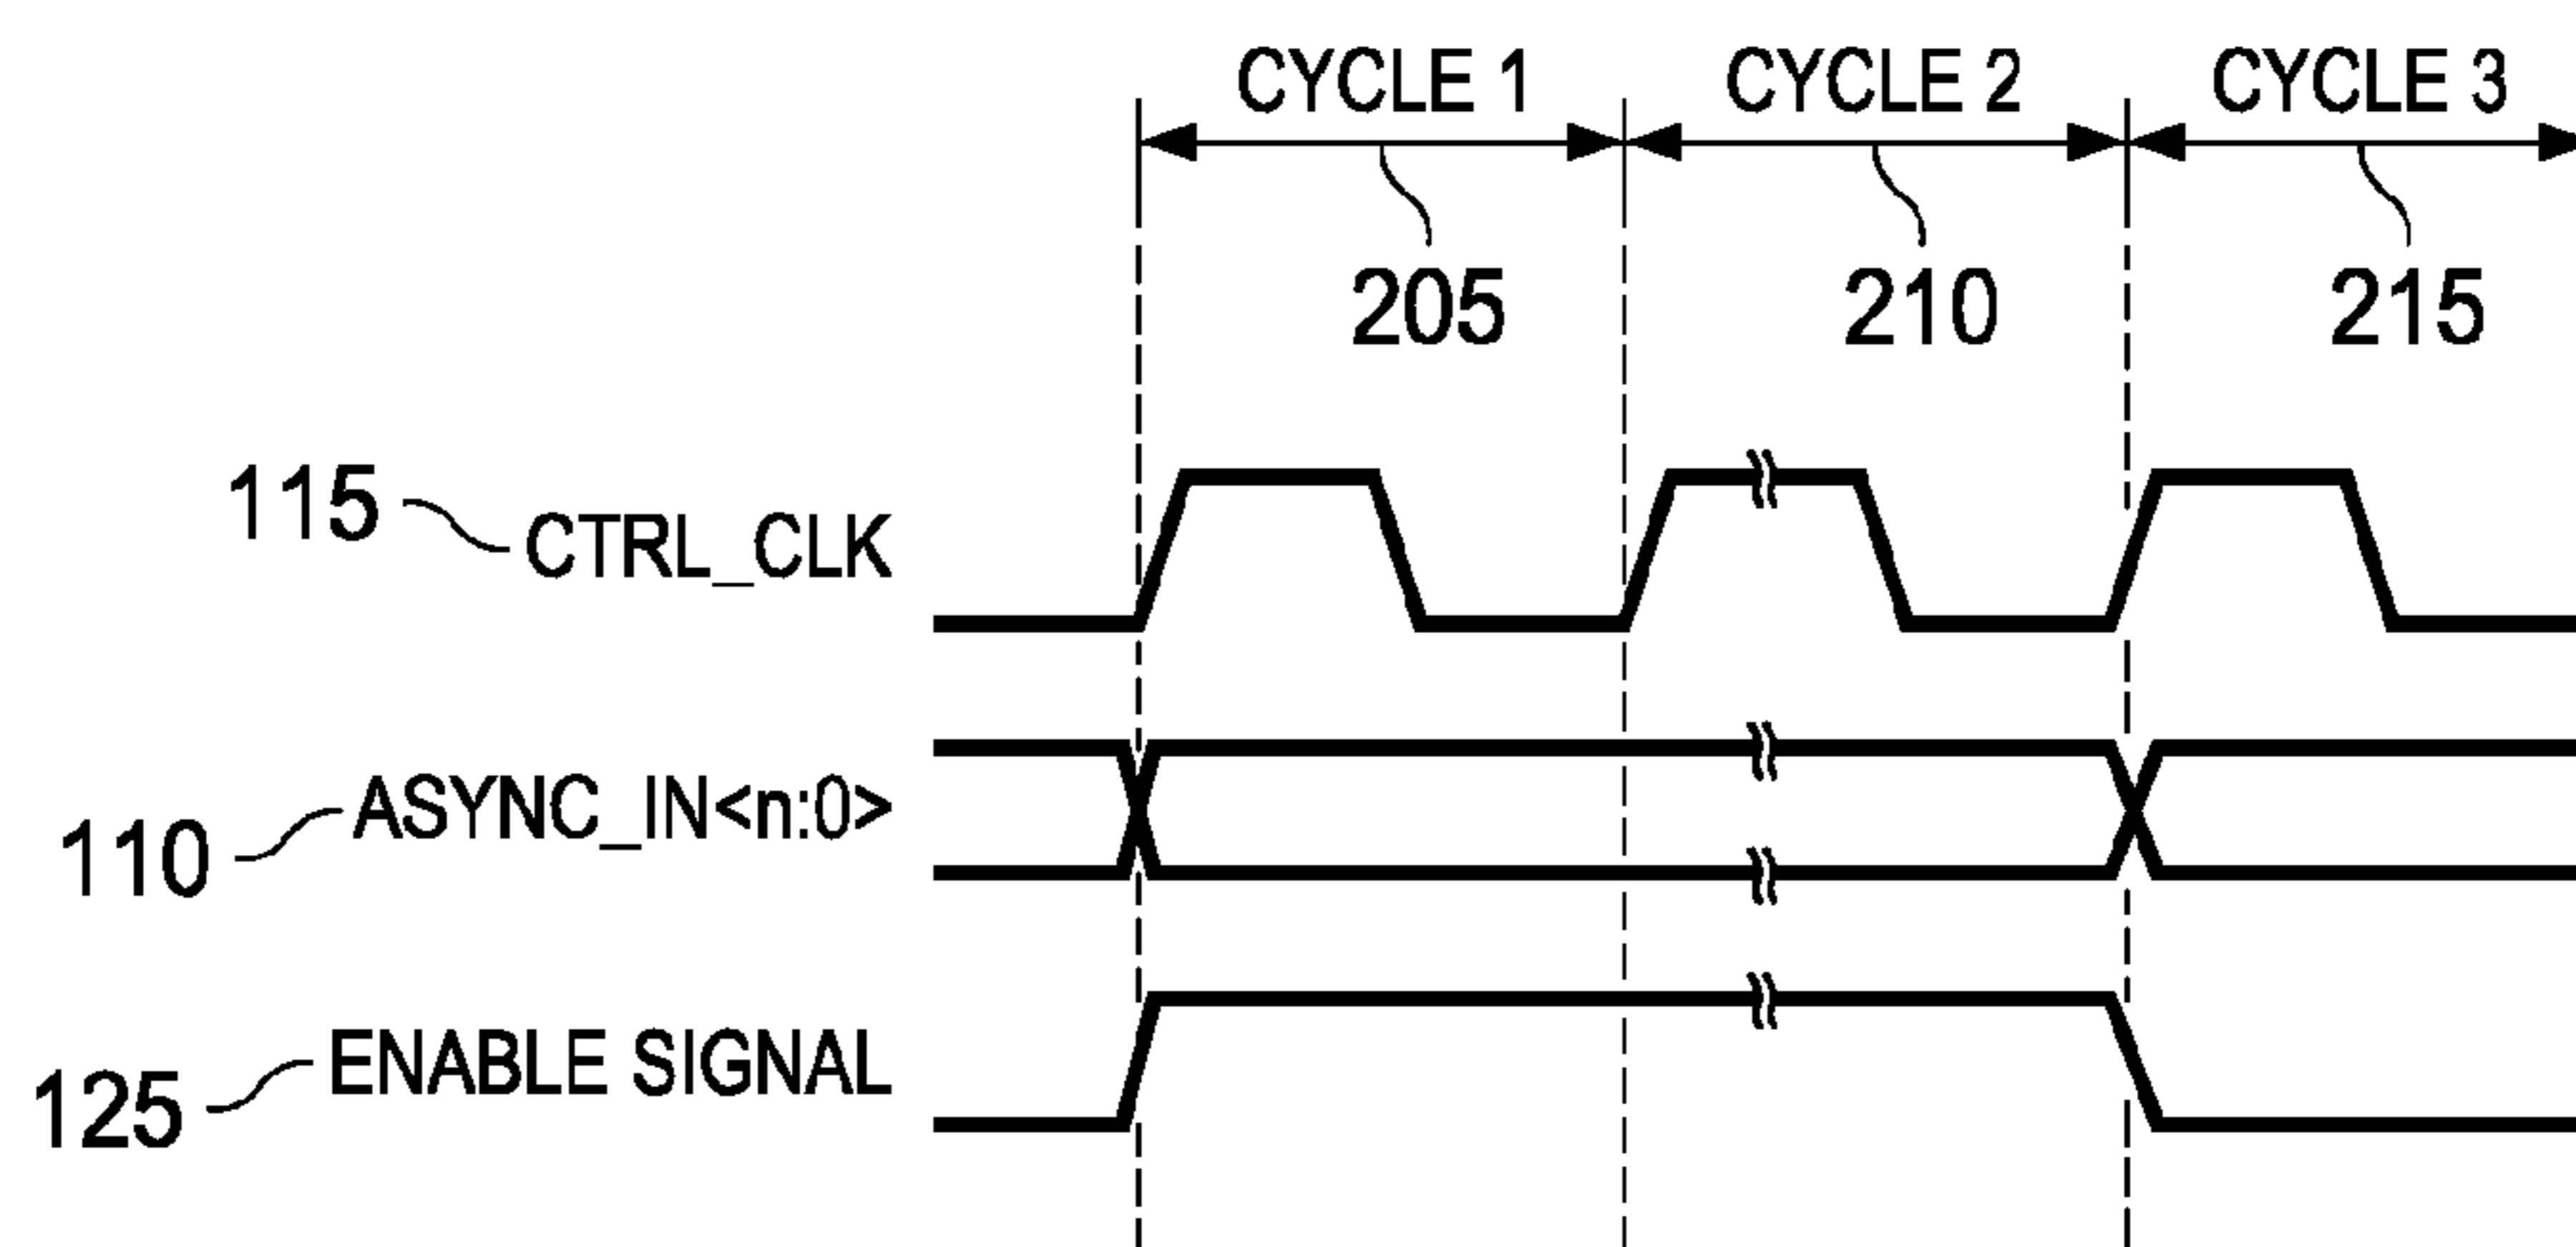 CYCLE 1 CYCLE 2 CYCLE 3
205 210 215
115 CTRL_CLK
110 ASYNC_IN<n:0>
125 ENABLE SIGNAL